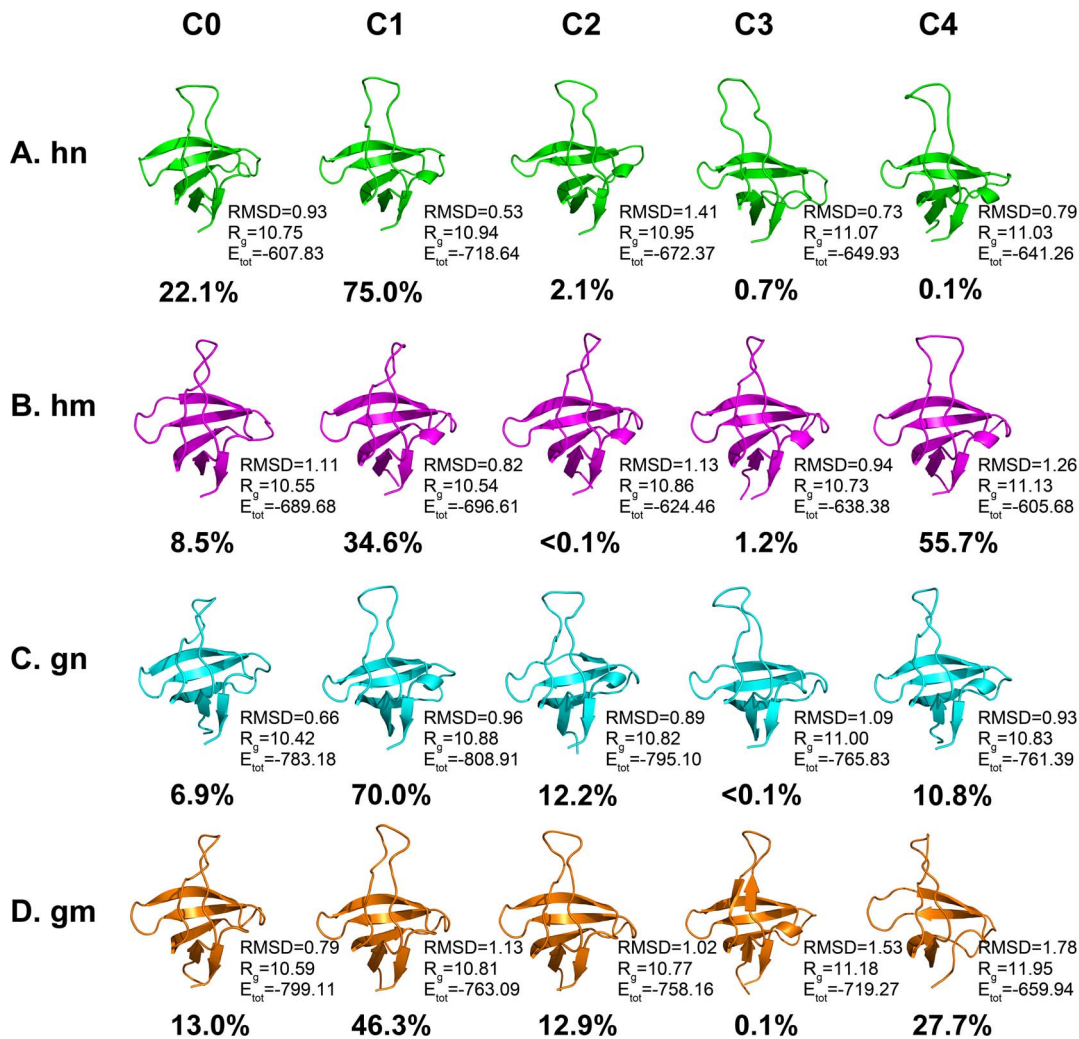 C0 C1 C2 C3 C4
A. hn
RMSD=0.93 RMSD=0.53 RMSD=1.41 RMSD=0.73 RMSD=0.79
Rg=10.75 Rg=10.94 Rg=10.95 Rg=11.07 Rg=11.03
Etot=-607.83 Etot=-718.64 Etot=-672.37 Etot=-649.93 Etot=-641.26
22.1% 75.0% 2.1% 0.7% 0.1%
B. hm
RMSD=1.11 RMSD=0.82 RMSD=1.13 RMSD=0.94 RMSD=1.26
Rg=10.55 Rg=10.54 Rg=10.86 Rg=10.73 Rg=11.13
Etot=-689.68 Etot=-696.61 Etot=-624.46 Etot=-638.38 Etot=-605.68
8.5% 34.6% <0.1% 1.2% 55.7%
C. gn
RMSD=0.66 RMSD=0.96 RMSD=0.89 RMSD=1.09 RMSD=0.93
Rg=10.42 Rg=10.88 Rg=10.82 Rg=11.00 Rg=10.83
Etot=-783.18 Etot=-808.91 Etot=-795.10 Etot=-765.83 Etot=-761.39
6.9% 70.0% 12.2% <0.1% 10.8%
D. gm
RMSD=0.79 RMSD=1.13 RMSD=1.02 RMSD=1.53 RMSD=1.78
Rg=10.59 Rg=10.81 Rg=10.77 Rg=11.18 Rg=11.95
Etot=-799.11 Etot=-763.09 Etot=-758.16 Etot=-719.27 Etot=-659.94
13.0% 46.3% 12.9% 0.1% 27.7%